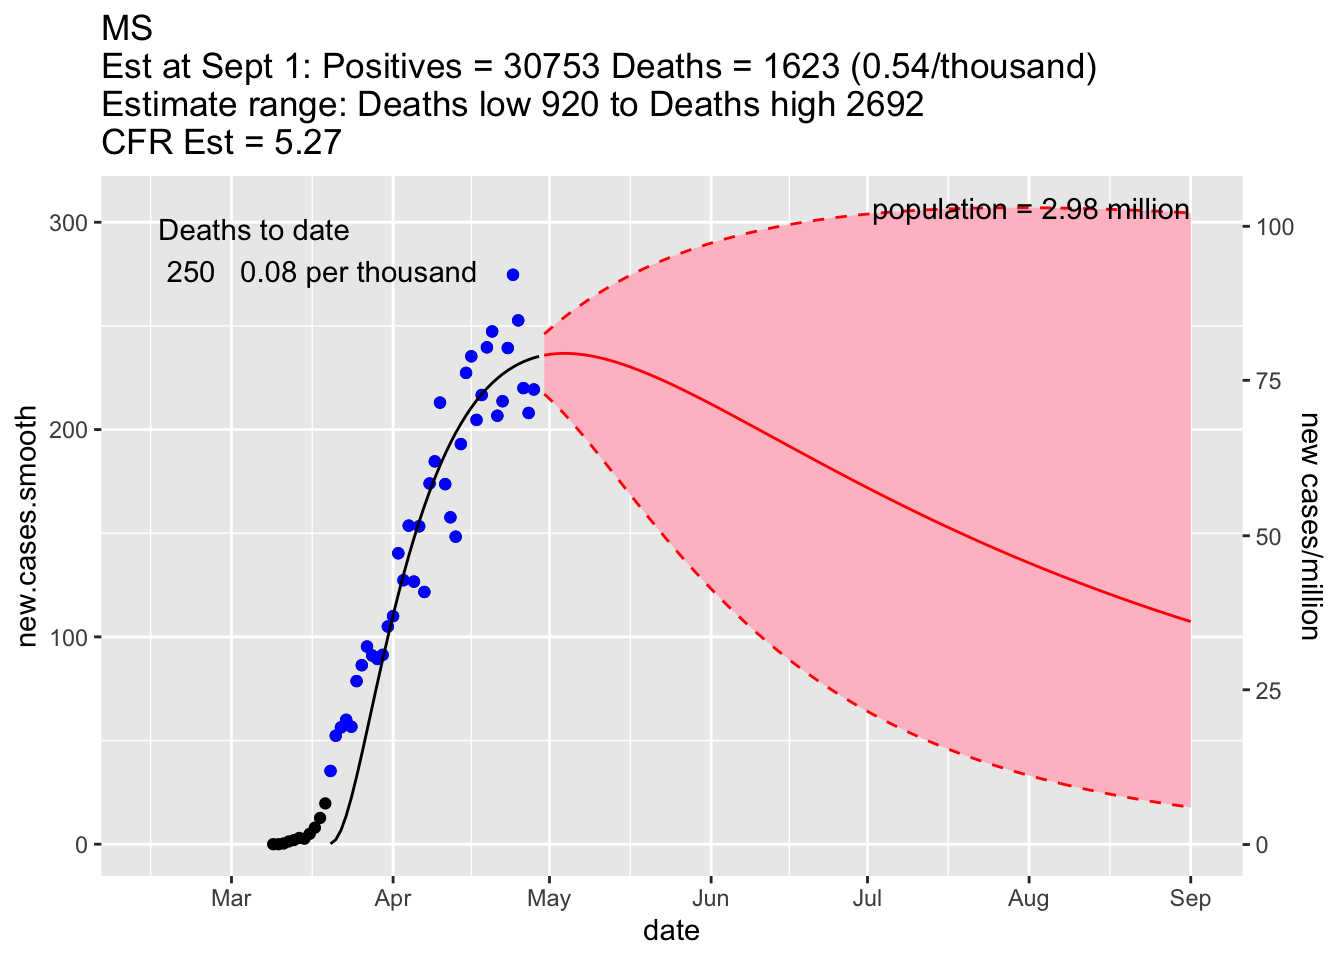 MS
Est at Sept 1: Positives = 30753 Deaths = 1623 (0.54/thousand)
Estimate range: Deaths low 920 to Deaths high 2692
CFR Est = 5.27
population = 2.98 million
Deaths to date
250 0.08 per thousand
300
200
100
0
new.cases.smooth
100
75
50
25
0
new cases/million
Mar Apr May Jun Jul Aug Sep
date